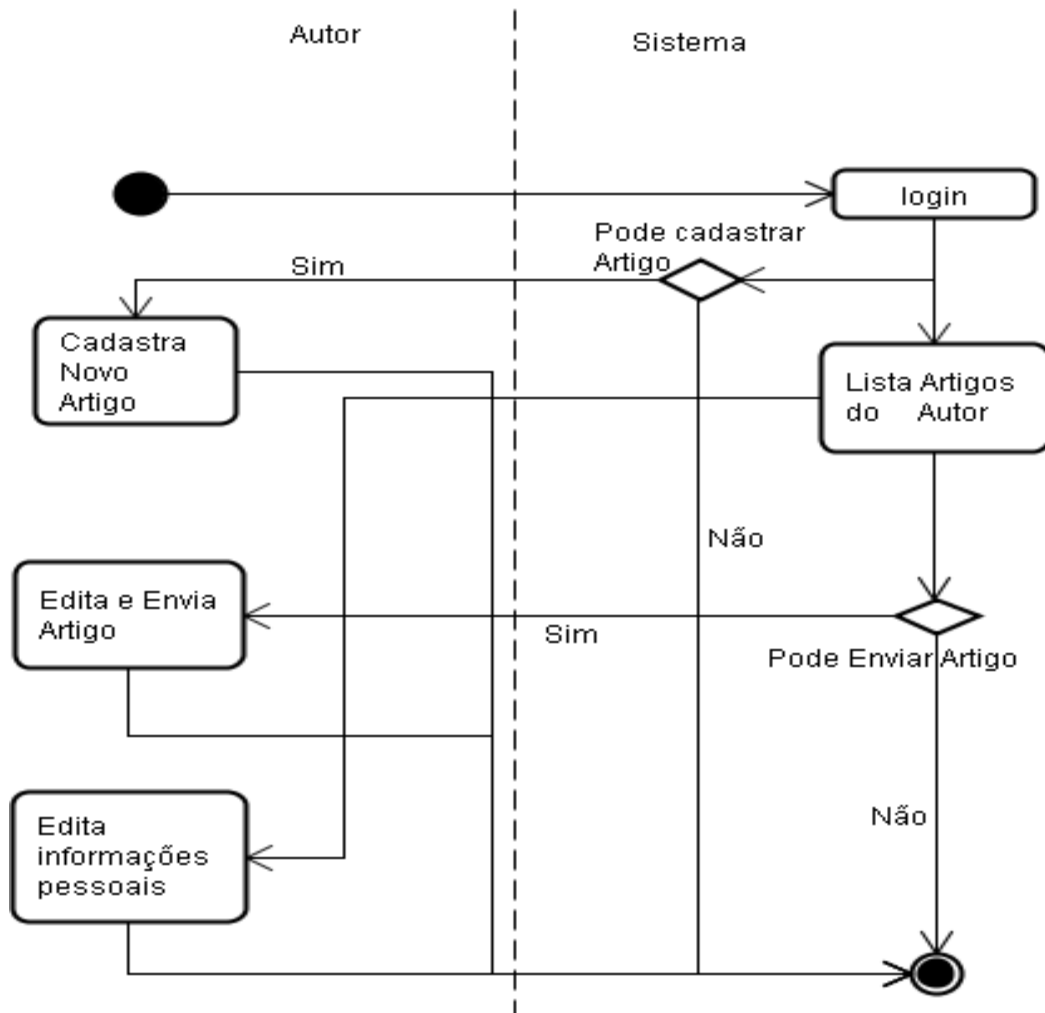 Autor
Sistema
login
Pode cadastrar
Artigo
Sim
Cadastra
Novo
Artigo
Lista Artigos
do Autor
Não
Edita e Envia
Artigo
Sim
Pode Enviar Artigo
Não
Edita
informações
pessoais